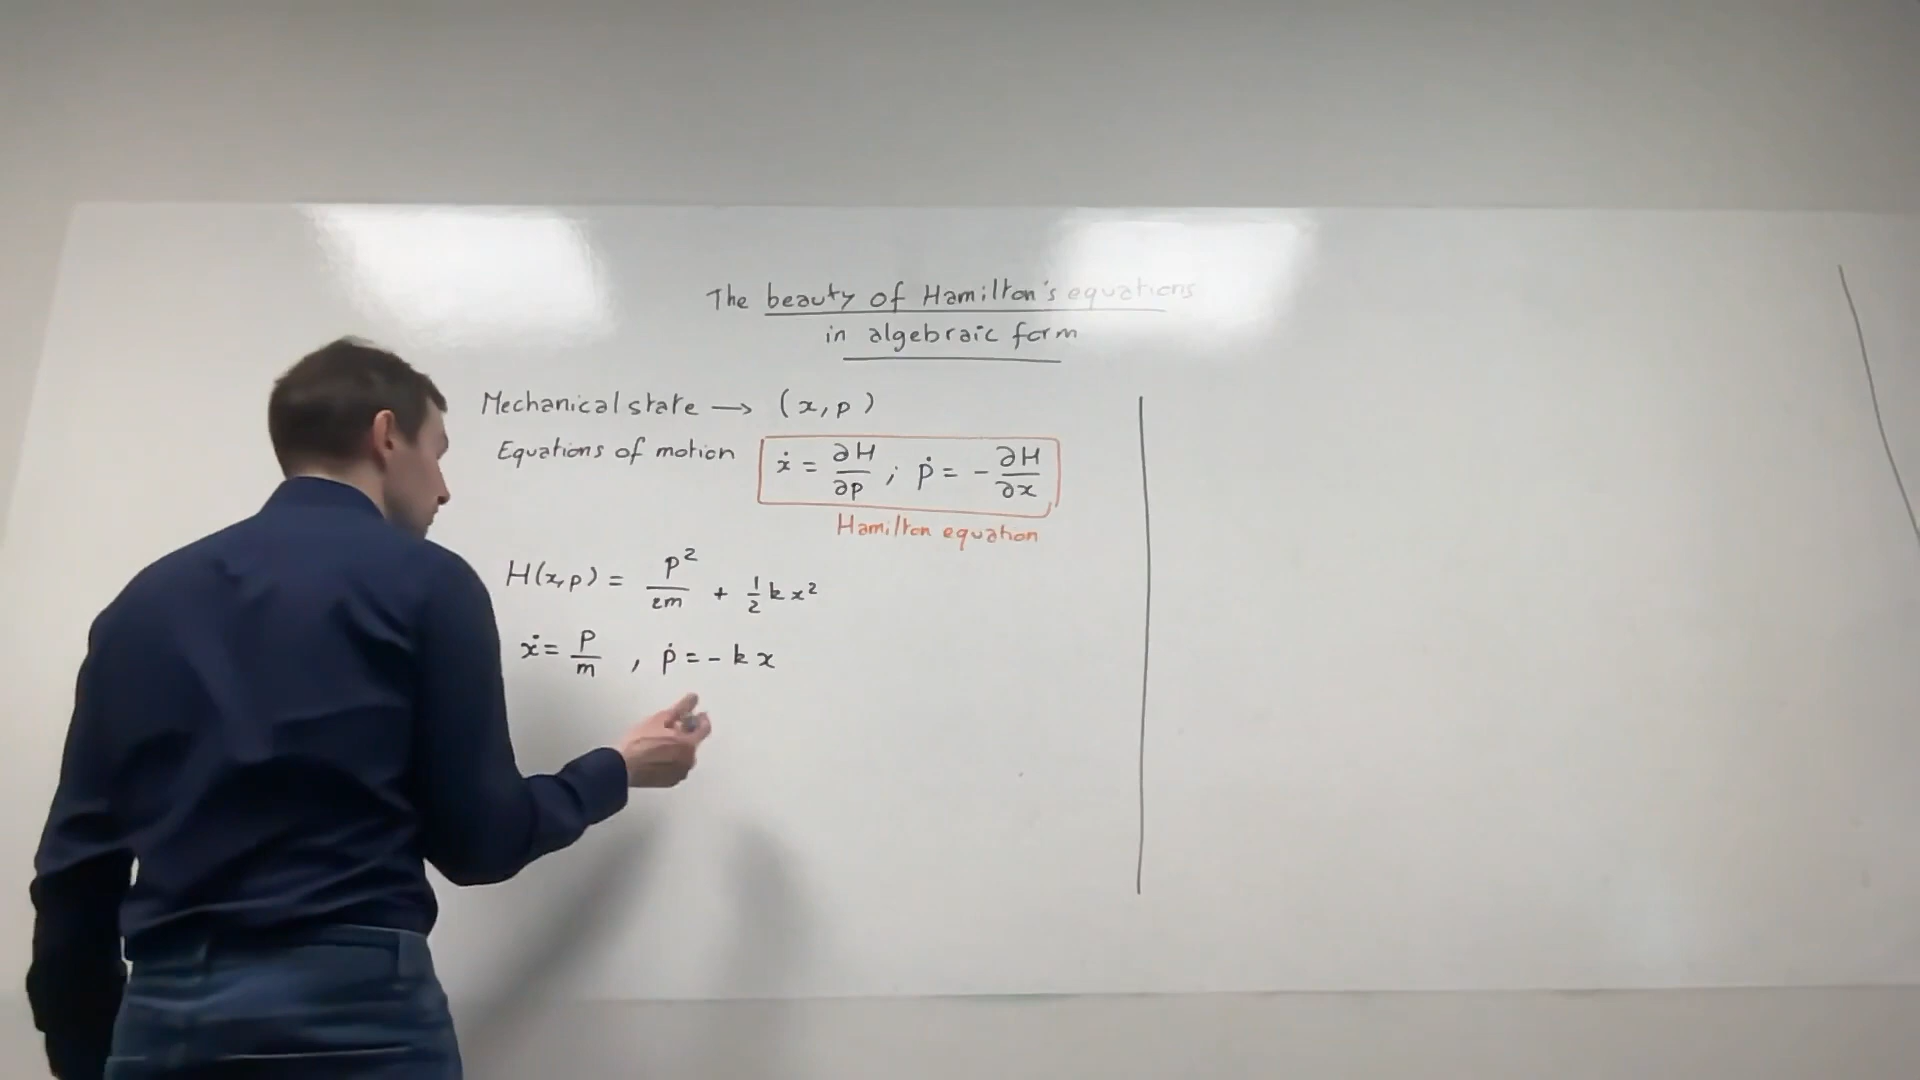 The beauty of Hamilton's equations
in algebraic form
Mechanical state → (x, p)
Equations of motion ẋ = ∂H/∂p ; ṗ = - ∂H/∂x
Hamilton equation
H(x,p) = p²/2m + 1/2 k x²
ẋ = p/m , ṗ = - k x